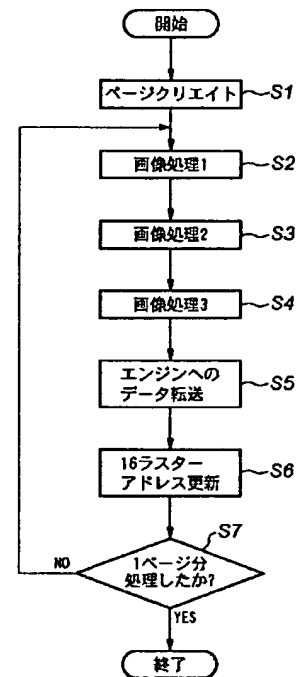 開始
ページクリエイト
S1
画像処理1
S2
画像処理2
S3
画像処理3
S4
エンジンへの
データ転送
S5
16ラスター
アドレス更新
S6
S7
1ページ分
処理したか?
NO
YES
終了